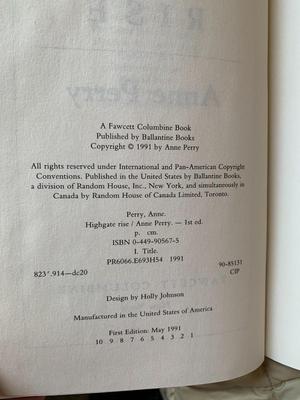 A Fawcett Columbine Book
Published by Ballantine Books
Copyright © 1991 by Anne Perry
All rights reserved under International and Pan-American Copyright
Conventions. Published in the United States by Ballantine Books,
a division of Random House, Inc., New York, and simultaneously in
Canada by Random House of Canada Limited, Toronto.
Perry, Anne.
Highgate rise / Anne Perry. — 1st ed.
p. cm.
ISBN 0-449-90567-5
I. Title.
PR6066.E693H54 1991
823'.914—dc20 90-85151
CIP
Design by Holly Johnson
Manufactured in the United States of America
First Edition: May 1991
10 9 8 7 6 5 4 3 2 1